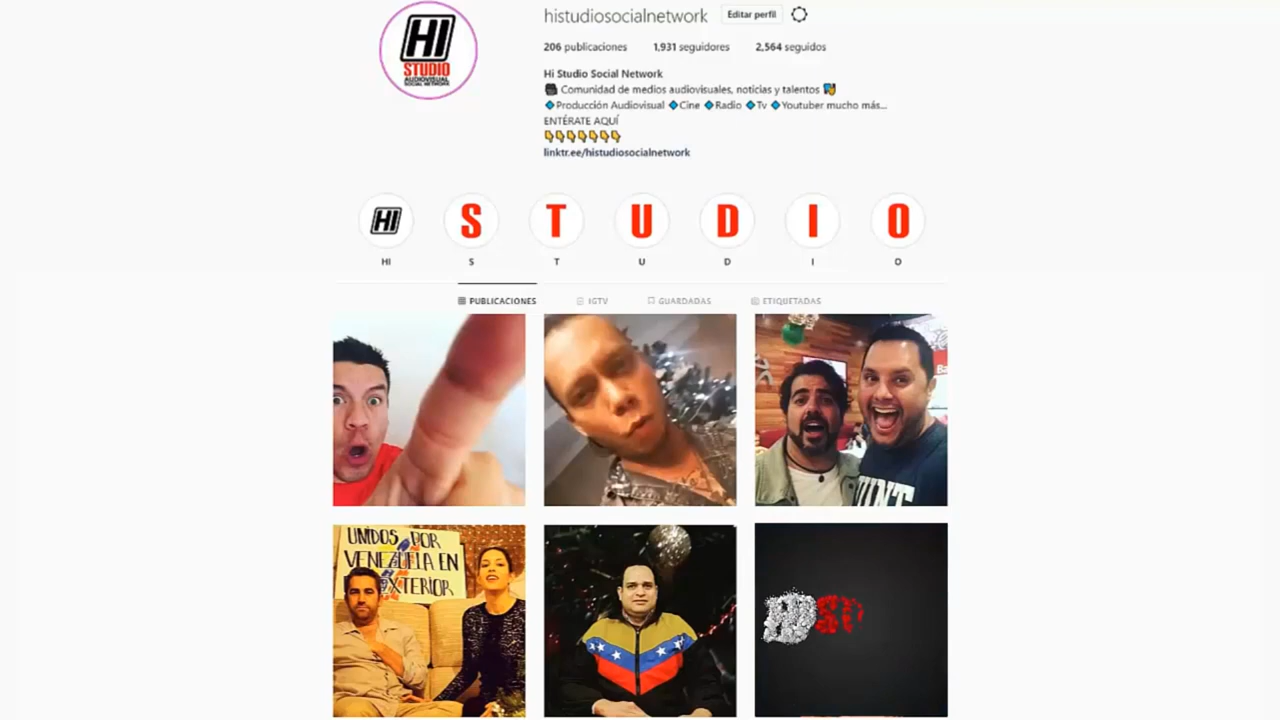 histudiosocialnetwork Editar perfil
HI
STUDIO
AUDIOVISUAL
SOCIAL NETWORK
206 publicaciones 1,931 seguidores 2,564 seguidos
Hi Studio Social Network
Comunidad de medios audiovisuales, noticias y talentos
Producción Audiovisual Cine Radio Tv Youtuber mucho más...
ENTÉRATE AQUÍ
linktr.ee/histudiosocialnetwork
HI S T U D I O
HI S T U D I O
PUBLICACIONES IGTV GUARDADAS ETIQUETADAS
UNIDOS POR
VENEZUELA EN
EXTERIOR
HI